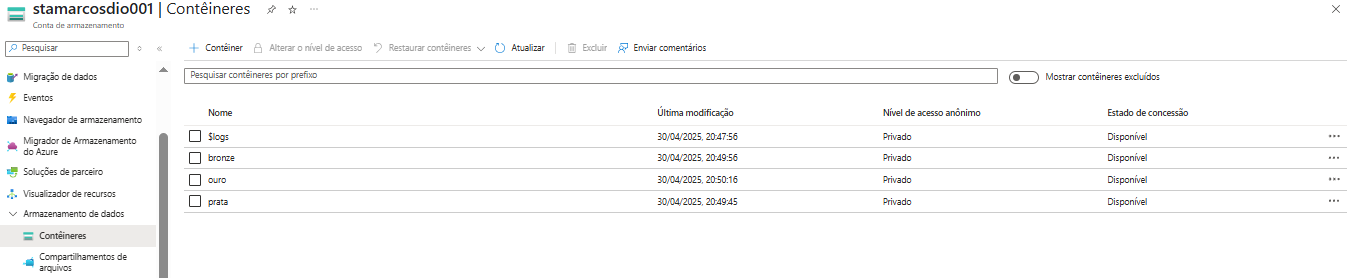 stamarcosdio001 | Contêineres
Conta de armazenamento
Pesquisar
Migração de dados
Eventos
Navegador de armazenamento
Migrador de Armazenamento
do Azure
Soluções de parceiro
Visualizador de recursos
Armazenamento de dados
Contêineres
Compartilhamentos de
arquivos
Contêiner Alterar o nível de acesso Restaurar contêineres Atualizar Excluir Enviar comentários
Pesquisar contêineres por prefixo
Mostrar contêineres excluídos
Nome Última modificação Nível de acesso anônimo Estado de concessão
$logs 30/04/2025, 20:47:56 Privado Disponível
bronze 30/04/2025, 20:49:56 Privado Disponível
ouro 30/04/2025, 20:50:16 Privado Disponível
prata 30/04/2025, 20:49:45 Privado Disponível